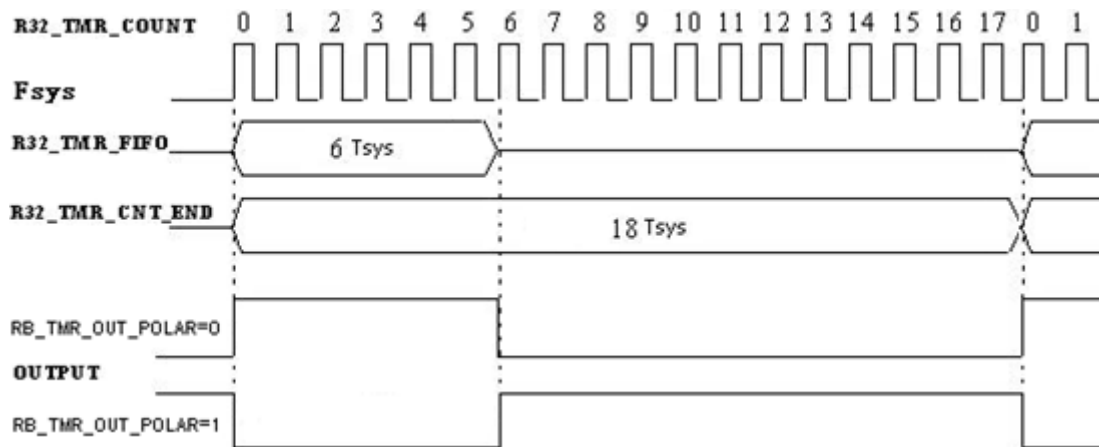 R32_TMR_COUNT 0 1 2 3 4 5 6 7 8 9 10 11 12 13 14 15 16 17 0 1
Fsys
R32_TMR_FIFO 6 Tsys
R32_TMR_CNT_END 18 Tsys
RB_TMR_OUT_POLAR=0
OUTPUT
RB_TMR_OUT_POLAR=1